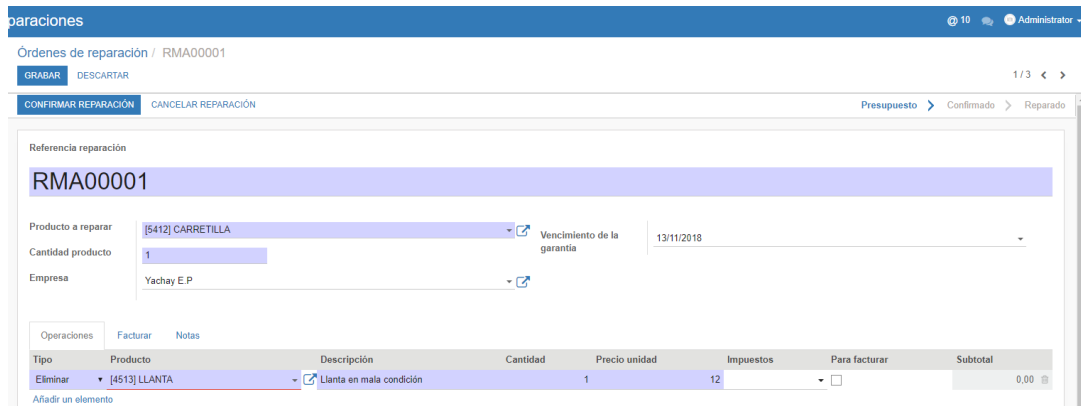 paraciones @ 10 Administrator
Órdenes de reparación / RMA00001
GRABAR DESCARTAR 1 / 3
CONFIRMAR REPARACIÓN CANCELAR REPARACIÓN Presupuesto Confirmado Reparado
Referencia reparación
RMA00001
Producto a reparar [5412] CARRETILLA
Vencimiento de la garantía 13/11/2018
Cantidad producto 1
Empresa Yachay E.P
Operaciones Facturar Notas
Tipo Producto Descripción Cantidad Precio unidad Impuestos Para facturar Subtotal
Eliminar [4513] LLANTA Llanta en mala condición 1 12 0,00
Añadir un elemento